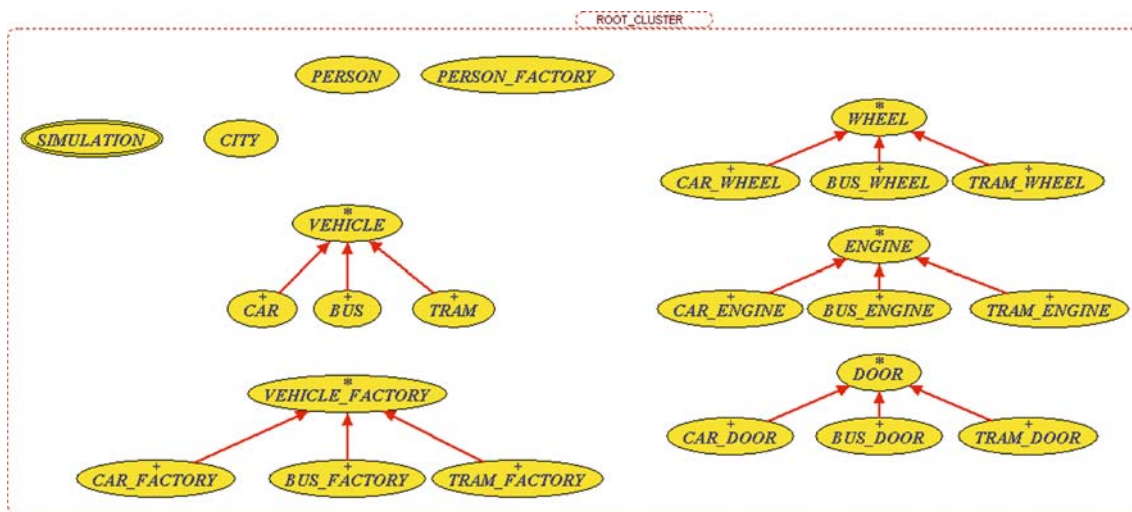 ROOT_CLUSTER
PERSON
PERSON_FACTORY
SIMULATION
CITY
*
VEHICLE
+
CAR
+
BUS
+
TRAM
*
VEHICLE_FACTORY
+
CAR_FACTORY
+
BUS_FACTORY
+
TRAM_FACTORY
*
WHEEL
+
CAR_WHEEL
+
BUS_WHEEL
+
TRAM_WHEEL
*
ENGINE
+
CAR_ENGINE
+
BUS_ENGINE
+
TRAM_ENGINE
*
DOOR
+
CAR_DOOR
+
BUS_DOOR
+
TRAM_DOOR